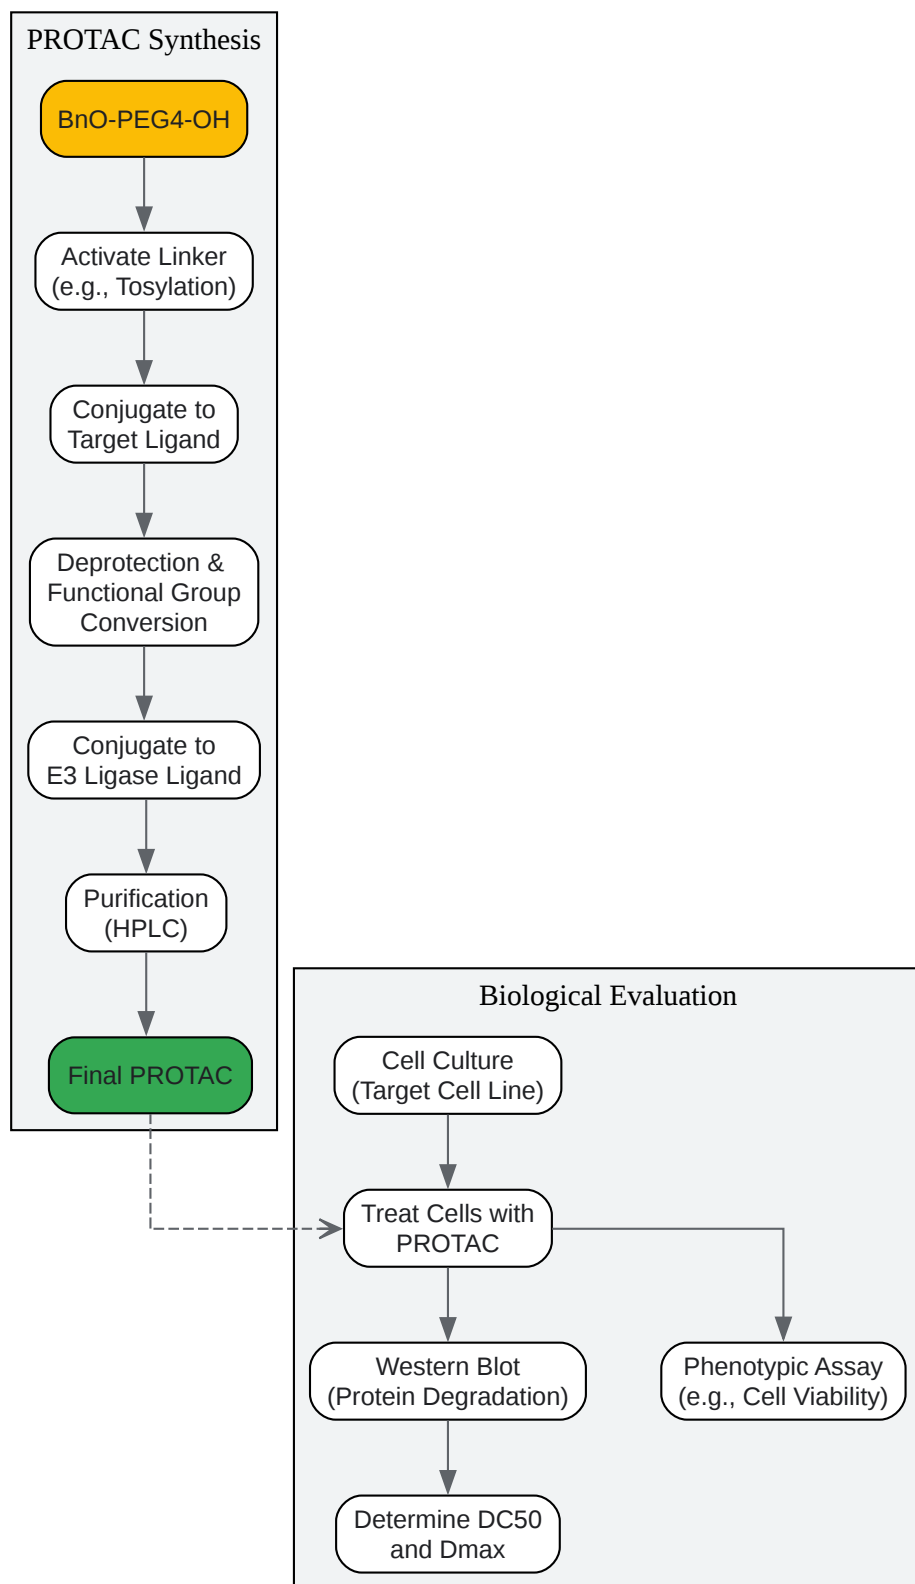 PROTAC Synthesis
BnO-PEG4-OH
Activate Linker
(e.g., Tosylation)
Conjugate to
Target Ligand
Deprotection &
Functional Group
Conversion
Conjugate to
E3 Ligase Ligand
Purification
(HPLC)
Final PROTAC
Biological Evaluation
Cell Culture
(Target Cell Line)
Treat Cells with
PROTAC
Western Blot
(Protein Degradation)
Phenotypic Assay
(e.g., Cell Viability)
Determine DC50
and Dmax